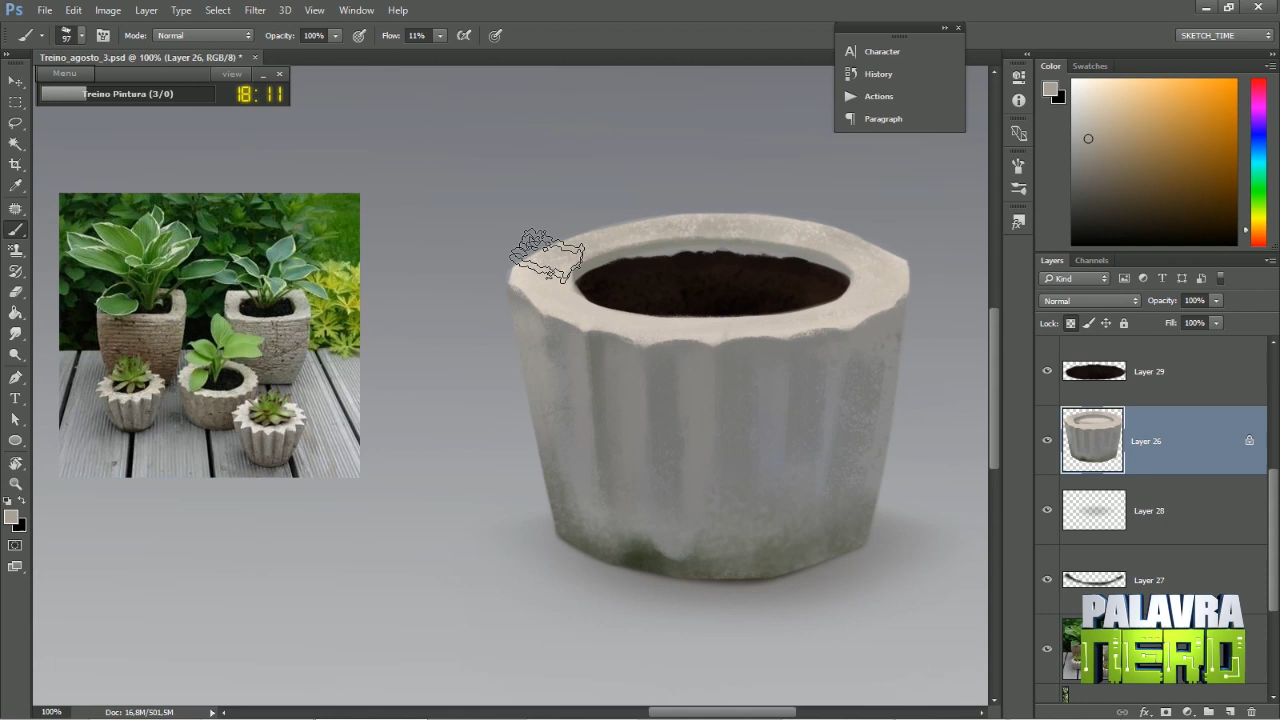 Ps File Edit Image Layer Type Select Filter 3D View Window Help
97 Mode: Normal Opacity: 100% Flow: 11% SKETCH_TIME
Treino_agosto_3.psd @ 100% (Layer 26, RGB/8) *
Menu view
Treino Pintura (3/0) 18:11
Character
History
Actions
Paragraph
Color Swatches
Layers Channels
Kind
Normal Opacity: 100%
Lock: Fill: 100%
Layer 29
Layer 26
Layer 28
Layer 27
PALAVRA
NERD
100% Doc: 16,8M/501,5M